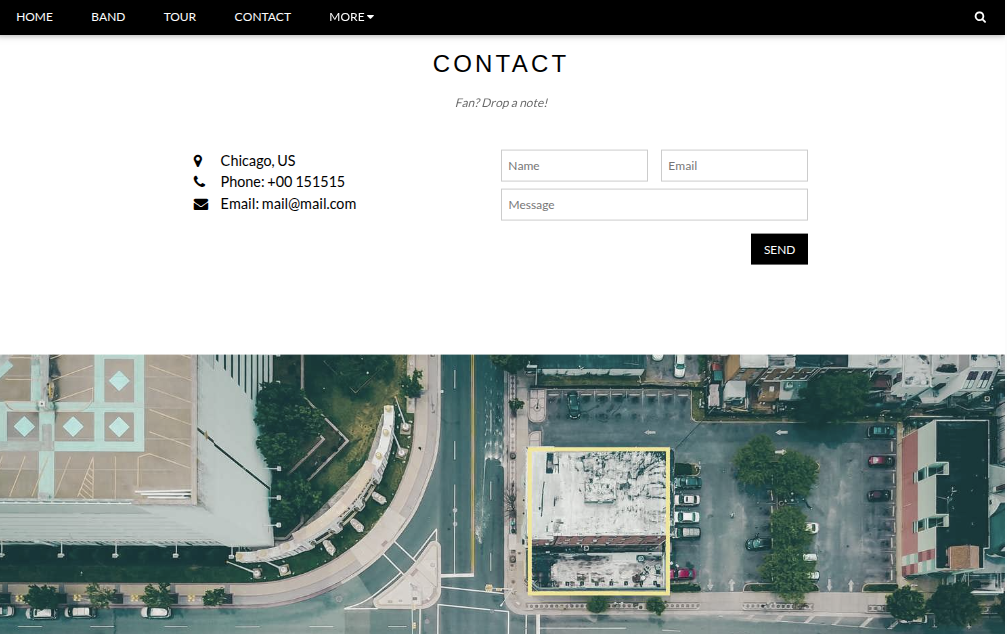 HOME BAND TOUR CONTACT MORE
CONTACT
Fan? Drop a note!
Chicago, US
Phone: +00 151515
Email: mail@mail.com
Name Email
Message
SEND